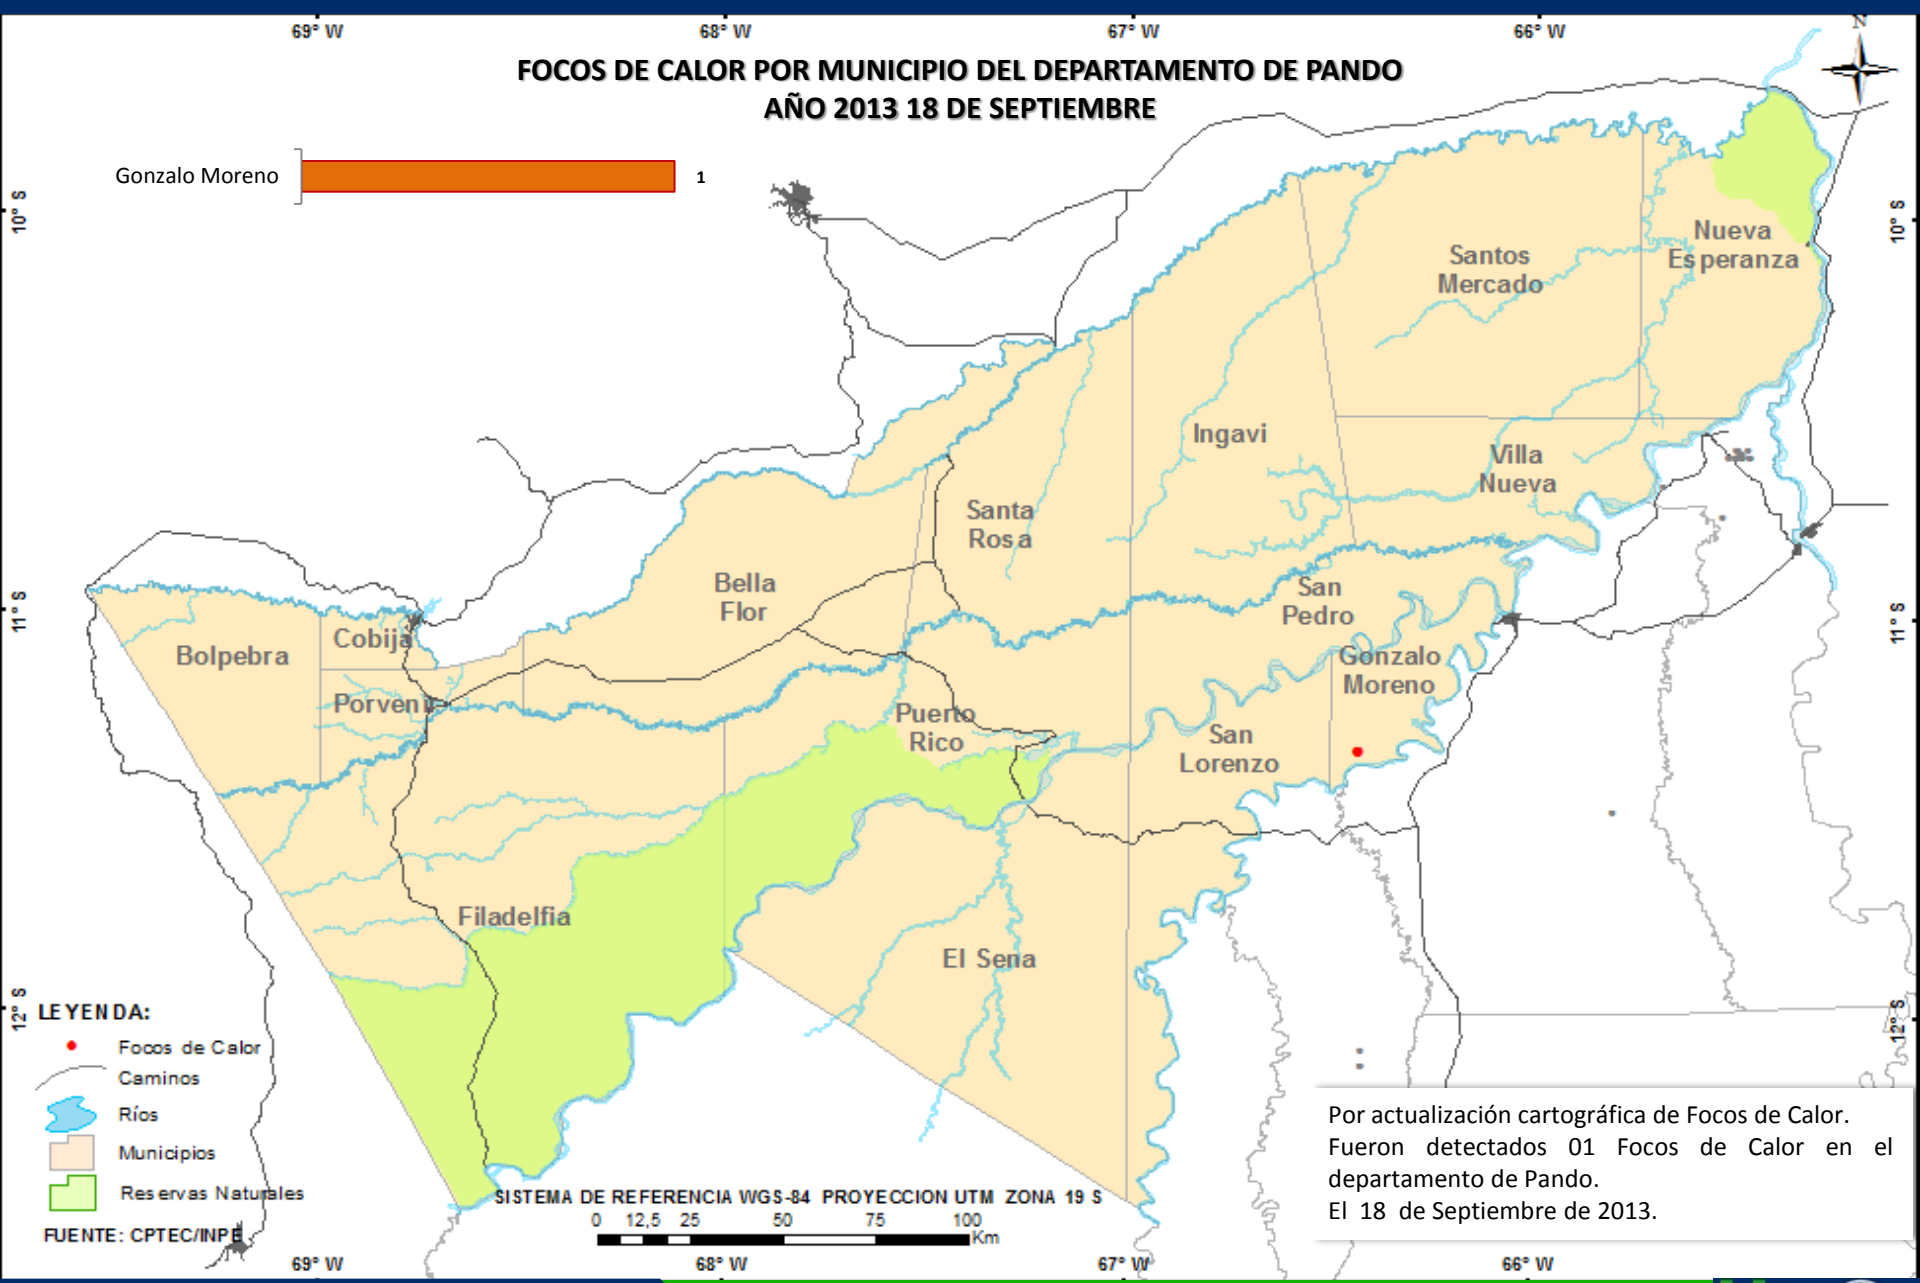 69° W 68° W 67° W 66° W
N
FOCOS DE CALOR POR MUNICIPIO DEL DEPARTAMENTO DE PANDO
AÑO 2013 18 DE SEPTIEMBRE
Gonzalo Moreno 1
10° S 10° S
Nueva
Esperanza
Santos
Mercado
Ingavi
Villa
Nueva
Santa
Rosa
Bella
Flor
San
Pedro
11° S 11° S
Cobija
Bolpebra
Gonzalo
Moreno
Porvenir
Puerto
Rico
San
Lorenzo
Filadelfia
El Sena
12° S 12° S
LEYENDA:
Focos de Calor
Caminos
Ríos
Municipios
Reservas Naturales
FUENTE: CPTEC/INPE
SISTEMA DE REFERENCIA WGS-84 PROYECCION UTM ZONA 19 S
0 12,5 25 50 75 100
Km
Por actualización cartográfica de Focos de Calor.
Fueron detectados 01 Focos de Calor en el
departamento de Pando.
El 18 de Septiembre de 2013.
69° W 68° W 67° W 66° W